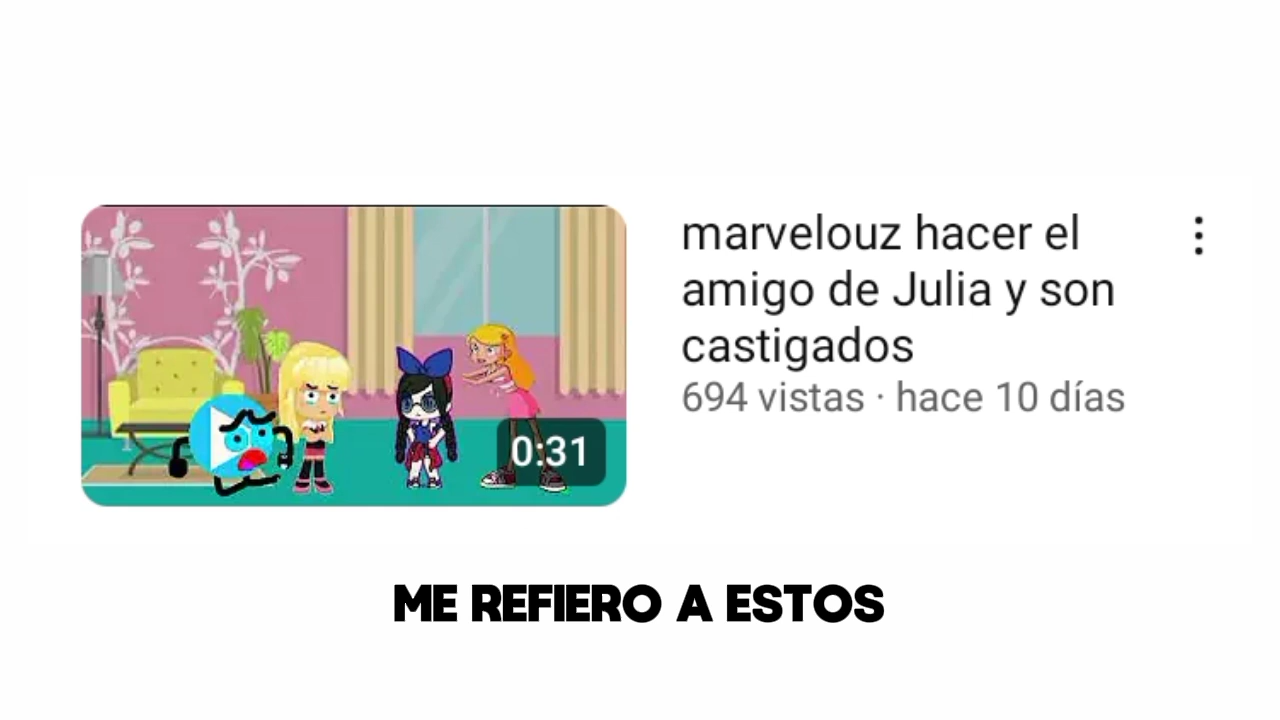 marvelouz hacer el
amigo de Julia y son
castigados
694 vistas · hace 10 días
0:31
ME REFIERO A ESTOS